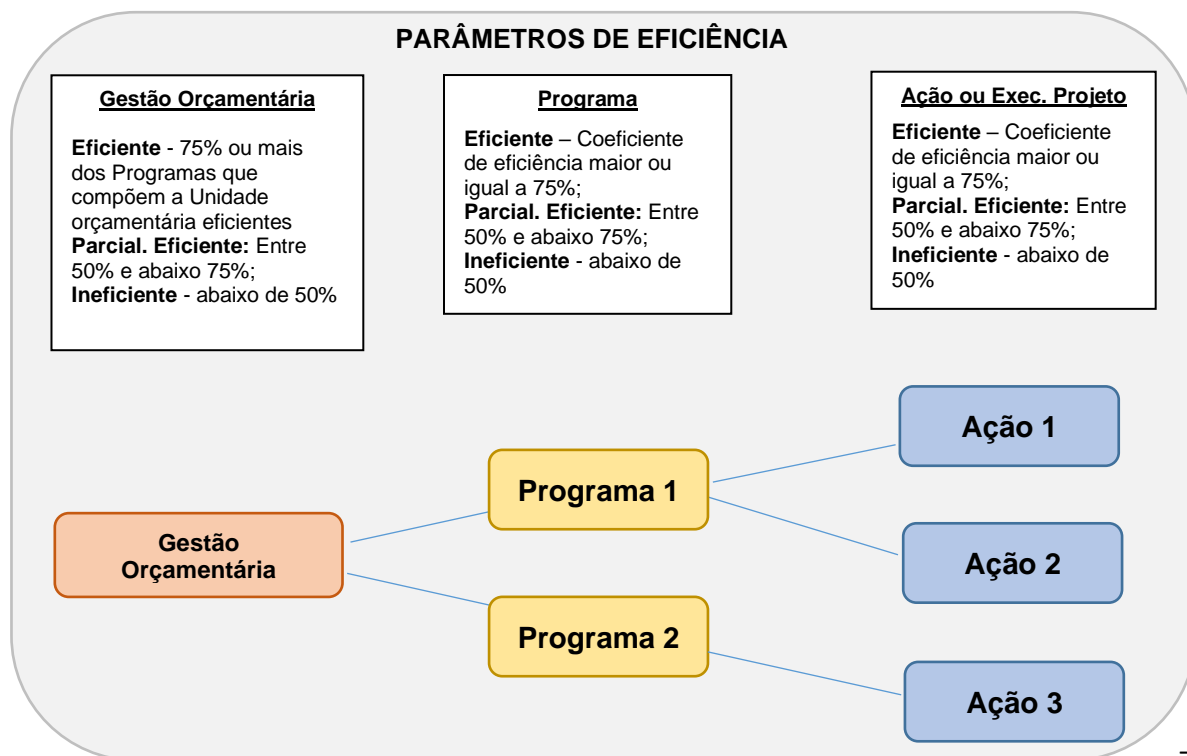 PARÂMETROS DE EFICIÊNCIA
Gestão Orçamentária
Eficiente - 75% ou mais
dos Programas que
compõem a Unidade
orçamentária eficientes
Parcial. Eficiente: Entre
50% e abaixo 75%;
Ineficiente - abaixo de 50%
Programa
Eficiente – Coeficiente
de eficiência maior ou
igual a 75%;
Parcial. Eficiente: Entre
50% e abaixo 75%;
Ineficiente - abaixo de
50%
Ação ou Exec. Projeto
Eficiente – Coeficiente
de eficiência maior ou
igual a 75%;
Parcial. Eficiente: Entre
50% e abaixo 75%;
Ineficiente - abaixo de
50%
Gestão
Orçamentária
Programa 1
Programa 2
Ação 1
Ação 2
Ação 3